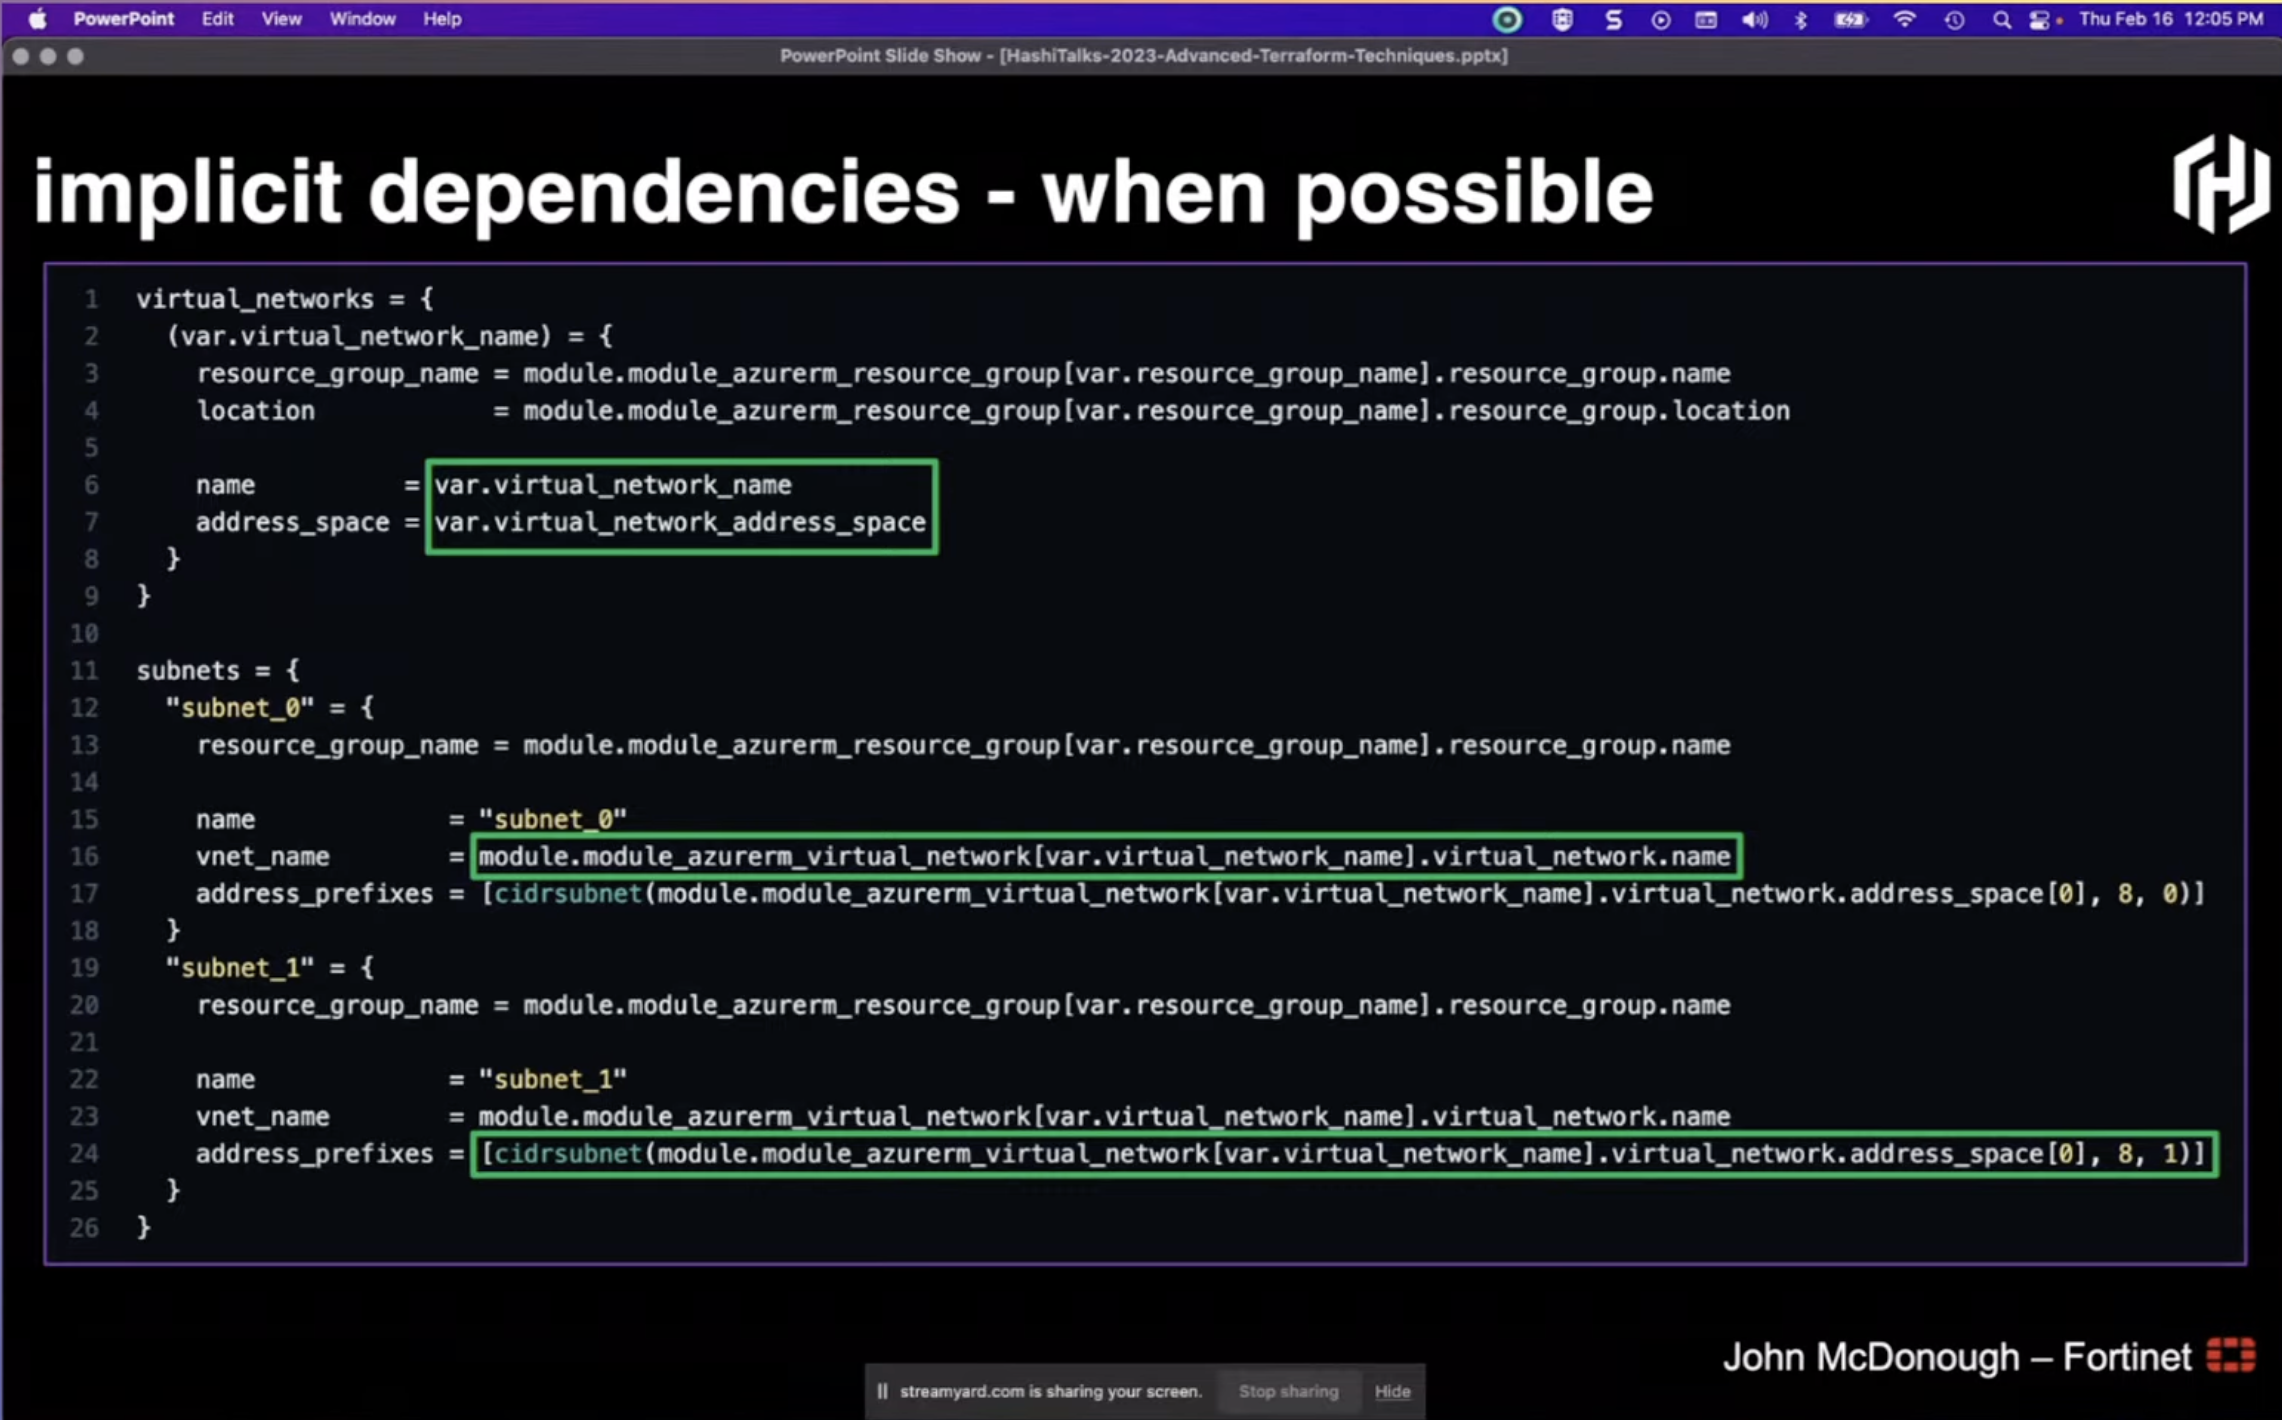 PowerPoint Edit View Window Help
S
Thu Feb 16 12:05 PM
PowerPoint Slide Show - [HashiTalks-2023-Advanced-Terraform-Techniques.pptx]
implicit dependencies - when possible
1 virtual_networks = {
2 (var.virtual_network_name) = {
3 resource_group_name = module.module_azurerm_resource_group[var.resource_group_name].resource_group.name
4 location = module.module_azurerm_resource_group[var.resource_group_name].resource_group.location
5
6 name = var.virtual_network_name
7 address_space = var.virtual_network_address_space
8 }
9 }
10
11 subnets = {
12 "subnet_0" = {
13 resource_group_name = module.module_azurerm_resource_group[var.resource_group_name].resource_group.name
14
15 name = "subnet_0"
16 vnet_name = module.module_azurerm_virtual_network[var.virtual_network_name].virtual_network.name
17 address_prefixes = [cidrsubnet(module.module_azurerm_virtual_network[var.virtual_network_name].virtual_network.address_space[0], 8, 0)]
18 }
19 "subnet_1" = {
20 resource_group_name = module.module_azurerm_resource_group[var.resource_group_name].resource_group.name
21
22 name = "subnet_1"
23 vnet_name = module.module_azurerm_virtual_network[var.virtual_network_name].virtual_network.name
24 address_prefixes = [cidrsubnet(module.module_azurerm_virtual_network[var.virtual_network_name].virtual_network.address_space[0], 8, 1)]
25 }
26 }
John McDonough – Fortinet
streamyard.com is sharing your screen. Stop sharing Hide